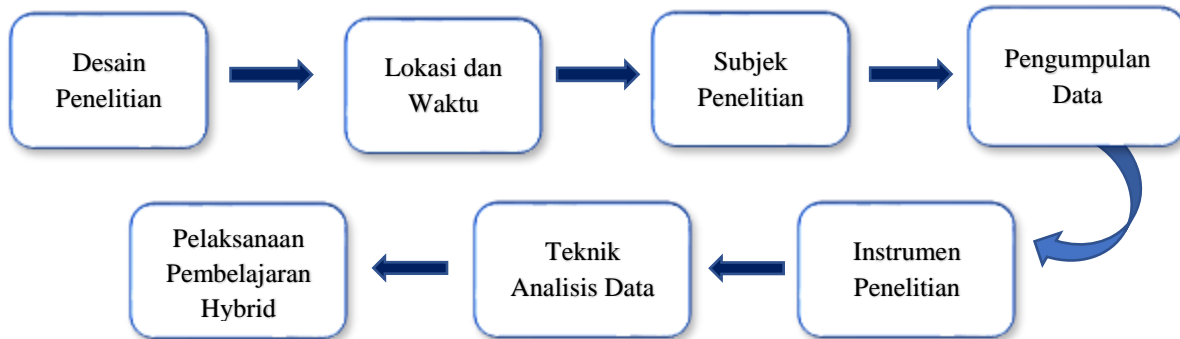 Desain
Penelitian
Lokasi dan
Waktu
Subjek
Penelitian
Pengumpulan
Data
Instrumen
Penelitian
Teknik
Analisis Data
Pelaksanaan
Pembelajaran
Hybrid